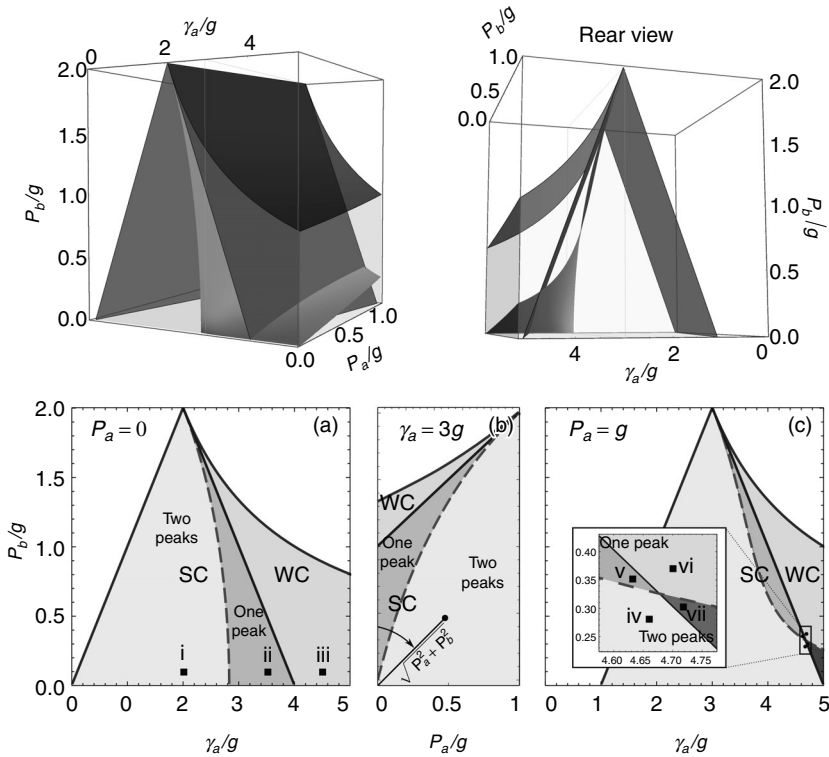 γa/g
0 2 4
2.0
1.5
1.0
0.5
0.0
Pb/g
0.0 0.5 1.0
Pa/g
Rear view
Pb/g
1.0
0.5
0.0
2.0
1.5
1.0
0.5
0.0
Pb/g
4 2 0
γa/g
Pa = 0
(a)
2.0
1.5
1.0
0.5
0.0
Pb/g
Two
peaks
SC
WC
One
peak
i
ii
iii
0 0 2 3 4 5
γa/g
γa = 3g
(b)
WC
One
peak
SC
Two
peaks
√Pa²+Pb²
0 1
Pa/g
Pa = g
(c)
SC
WC
0.40
0.35
0.30
0.25
One peak
v
vi
iv
vii
Two peaks
4.60 4.65 4.70 4.75
0 1 2 3 4 5
γa/g